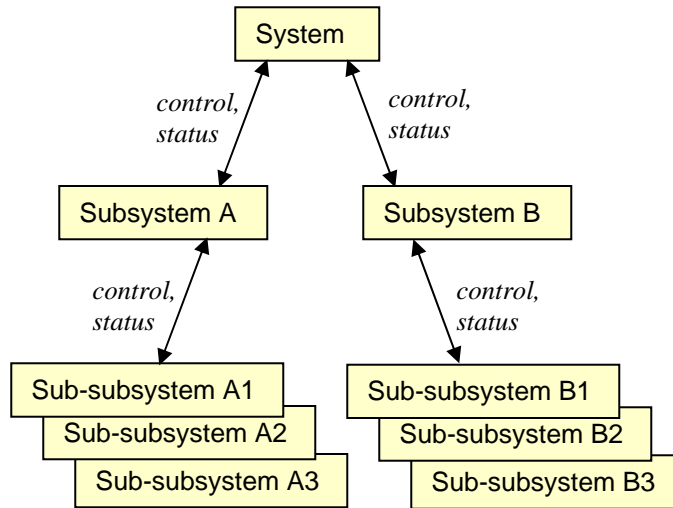 System
control,
status
control,
status
Subsystem A
Subsystem B
control,
status
control,
status
Sub-subsystem A1
Sub-subsystem B1
Sub-subsystem A2
Sub-subsystem B2
Sub-subsystem A3
Sub-subsystem B3